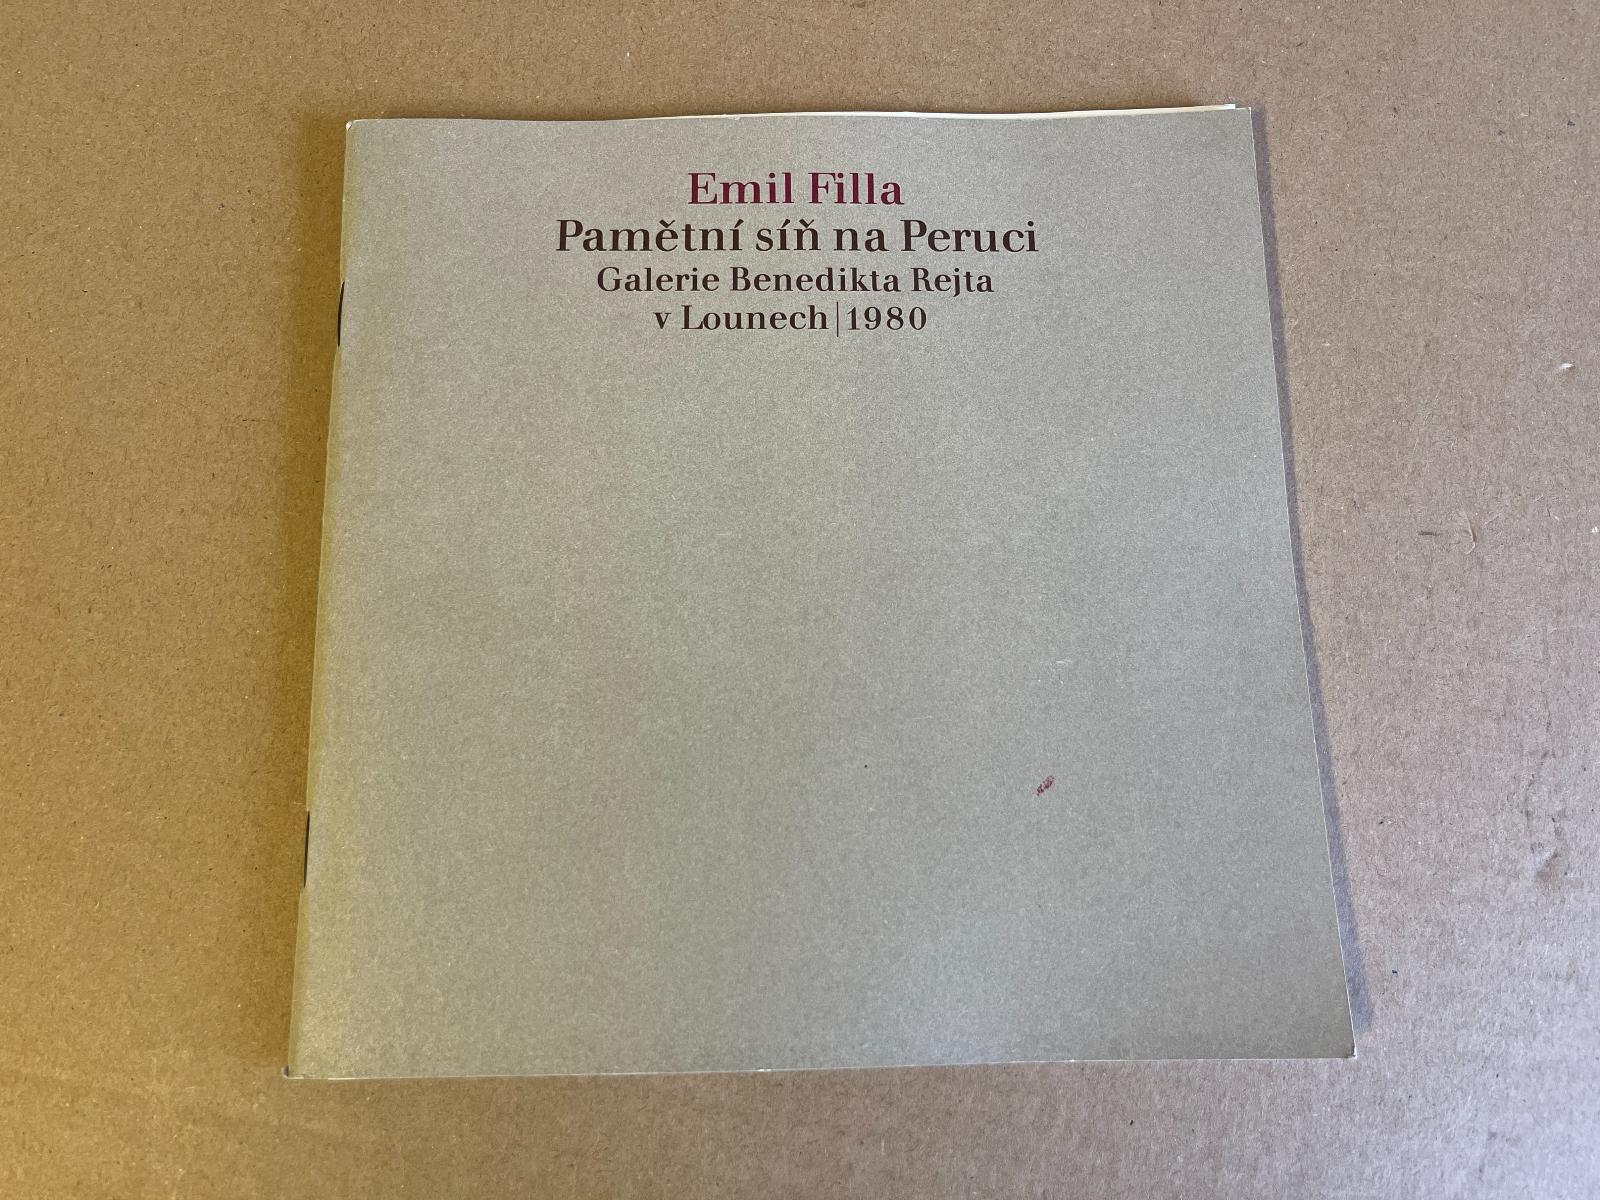 Emil Filla
Pamětní síň na Peruci
Galerie Benedikta Rejta
v Lounech|1980